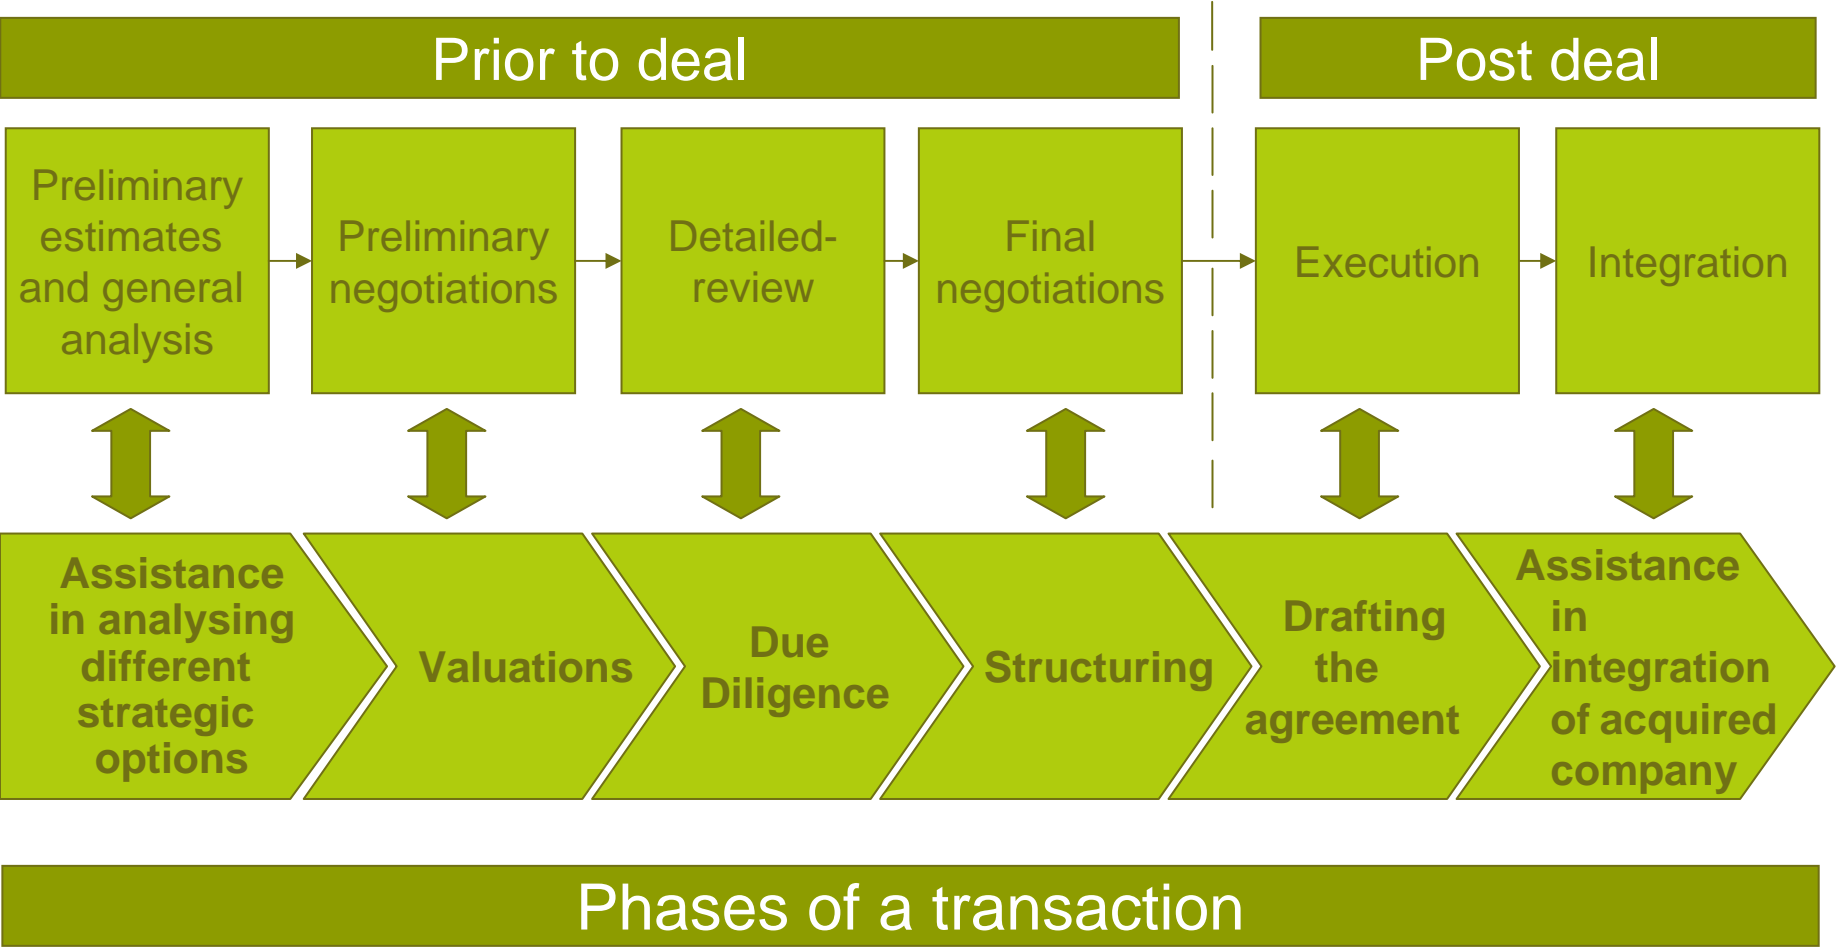 Prior to deal
Post deal
Preliminary
estimates
and general
analysis
Preliminary
negotiations
Detailed-
review
Final
negotiations
Execution
Integration
Assistance
in analysing
different
strategic
options
Valuations
Due
Diligence
Structuring
Drafting
the
agreement
Assistance
in
integration
of acquired
company
Phases of a transaction